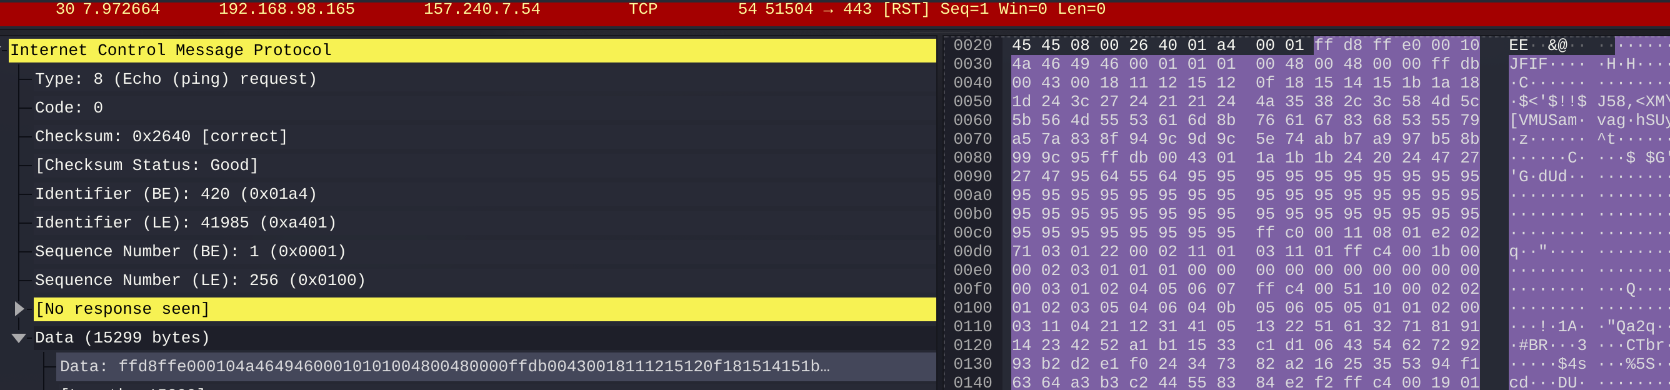 30 7.972664 192.168.98.165 157.240.7.54 TCP 54 51504 → 443 [RST] Seq=1 Win=0 Len=0
Internet Control Message Protocol
Type: 8 (Echo (ping) request)
Code: 0
Checksum: 0x2640 [correct]
[Checksum Status: Good]
Identifier (BE): 420 (0x01a4)
Identifier (LE): 41985 (0xa401)
Sequence Number (BE): 1 (0x0001)
Sequence Number (LE): 256 (0x0100)
[No response seen]
Data (15299 bytes)
Data: ffd8ffe000104a46494600010101004800480000ffdb00430018111215120f181514151b…
0020 45 45 08 00 26 40 01 a4 00 01 ff d8 ff e0 00 10 EE··&@·· ········
0030 4a 46 49 46 00 01 01 01 00 48 00 48 00 00 ff db JFIF···· ·H·H····
0040 00 43 00 18 11 12 15 12 0f 18 15 14 15 1b 1a 18 ·C······ ········
0050 1d 24 3c 27 24 21 21 24 4a 35 38 2c 3c 58 4d 5c ·$<'$!!$ J58,<XM
0060 5b 56 4d 55 53 61 6d 8b 76 61 67 83 68 53 55 79 [VMUSam· vag·hSUy
0070 a5 7a 83 8f 94 9c 9d 9c 5e 74 ab b7 a9 97 b5 8b ·z······ ^t······
0080 99 9c 95 ff db 00 43 01 1a 1b 1b 24 20 24 47 27 ······C· ···$ $G'
0090 27 47 95 64 55 64 95 95 95 95 95 95 95 95 95 95 'G·dUd·· ········
00a0 95 95 95 95 95 95 95 95 95 95 95 95 95 95 95 95 ········ ········
00b0 95 95 95 95 95 95 95 95 95 95 95 95 95 95 95 95 ········ ········
00c0 95 95 95 95 95 95 95 95 ff c0 00 11 08 01 e2 02 ········ ········
00d0 71 03 01 22 00 02 11 01 03 11 01 ff c4 00 1b 00 q··"···· ········
00e0 00 02 03 01 01 01 00 00 00 00 00 00 00 00 00 00 ········ ········
00f0 00 03 01 02 04 05 06 07 ff c4 00 51 10 00 02 02 ········ ···Q····
0100 01 02 03 05 04 06 04 0b 05 06 05 05 01 01 02 00 ········ ········
0110 03 11 04 21 12 31 41 05 13 22 51 61 32 71 81 91 ···!·1A· ·"Qa2q··
0120 14 23 42 52 a1 b1 15 33 c1 d1 06 43 54 62 72 92 ·#BR···3 ···CTbr·
0130 93 b2 d2 e1 f0 24 34 73 82 a2 16 25 35 53 94 f1 ·····$4s ···%5S··
0140 63 64 a3 b3 c2 44 55 83 84 e2 f2 ff c4 00 19 01 cd···DU· ········